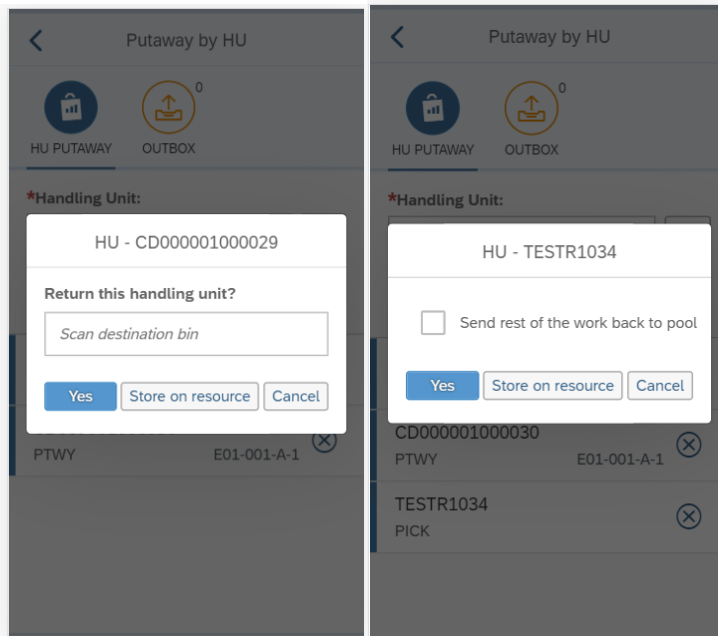 Putaway by HU
0
HU PUTAWAY OUTBOX
*Handling Unit:
HU - CD000001000029
Return this handling unit?
Scan destination bin
Yes Store on resource Cancel
PTWY E01-001-A-1
Putaway by HU
0
HU PUTAWAY OUTBOX
*Handling Unit:
HU - TESTR1034
Send rest of the work back to pool
Yes Store on resource Cancel
CD000001000030
PTWY E01-001-A-1
TESTR1034
PICK